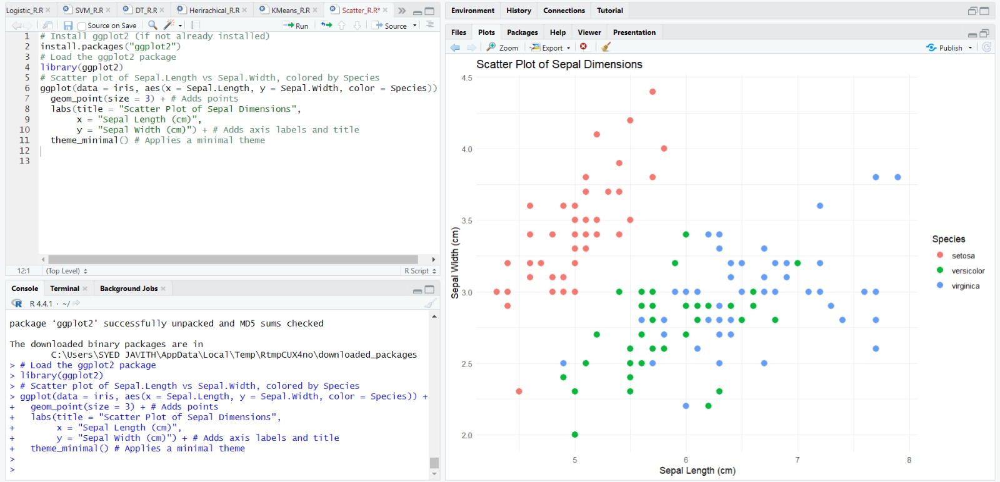 Logistic_R.R
SVM_R.R
DT_R.R
Herirachical_R.R
KMeans_R.R
Scatter_R.R*
Source on Save
Run
Source
1 # Install ggplot2 (if not already installed)
2 install.packages("ggplot2")
3 # Load the ggplot2 package
4 library(ggplot2)
5 # Scatter plot of Sepal.Length vs Sepal.Width, colored by Species
6 ggplot(data = iris, aes(x = Sepal.Length, y = Sepal.Width, color = Species))
7 geom_point(size = 3) + # Adds points
8 labs(title = "Scatter Plot of Sepal Dimensions",
9 x = "Sepal Length (cm)",
10 y = "Sepal Width (cm)") + # Adds axis labels and title
11 theme_minimal() # Applies a minimal theme
12
13
12:1
(Top Level)
R Script
Console
Terminal
Background Jobs
R 4.4.1 · ~/
package ‘ggplot2’ successfully unpacked and MD5 sums checked
The downloaded binary packages are in
C:\Users\SYED JAVITH\AppData\Local\Temp\RtmpCUX4no\downloaded_packages
> # Load the ggplot2 package
> library(ggplot2)
> # Scatter plot of Sepal.Length vs Sepal.Width, colored by Species
> ggplot(data = iris, aes(x = Sepal.Length, y = Sepal.Width, color = Species)) +
+ geom_point(size = 3) + # Adds points
+ labs(title = "Scatter Plot of Sepal Dimensions",
+ x = "Sepal Length (cm)",
+ y = "Sepal Width (cm)") + # Adds axis labels and title
+ theme_minimal() # Applies a minimal theme
>
>
Environment
History
Connections
Tutorial
Files
Plots
Packages
Help
Viewer
Presentation
Zoom
Export
Publish
Scatter Plot of Sepal Dimensions
4.5
4.0
3.5
3.0
2.5
2.0
Sepal Width (cm)
5
6
7
8
Sepal Length (cm)
Species
setosa
versicolor
virginica